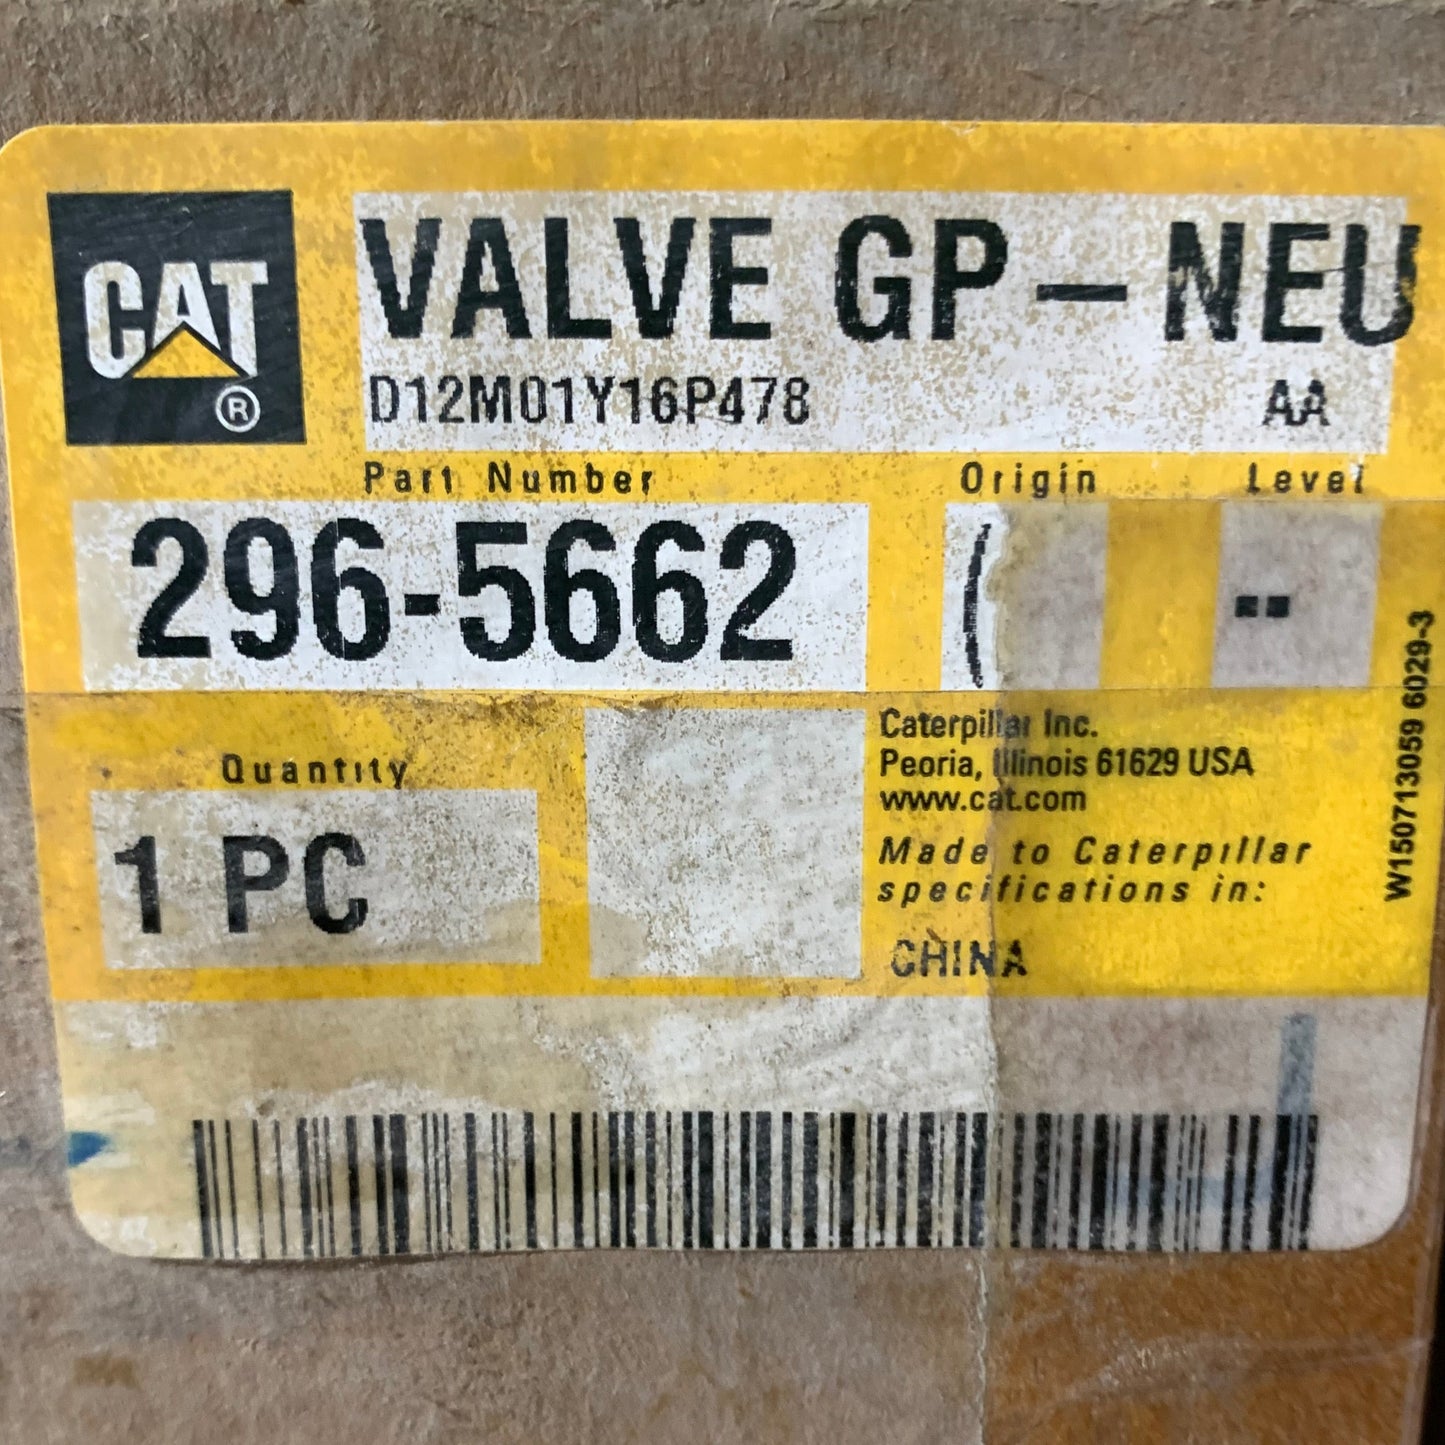 CAT
®
VALVE GP – NEU
D12M01Y16P478 AA
Part Number Origin Level
296-5662 --
Quantity
1 PC
Caterpillar Inc.
Peoria, Illinois 61629 USA
www.cat.com
Made to Caterpillar
specifications in:
CHINA
W150713059 6029-3